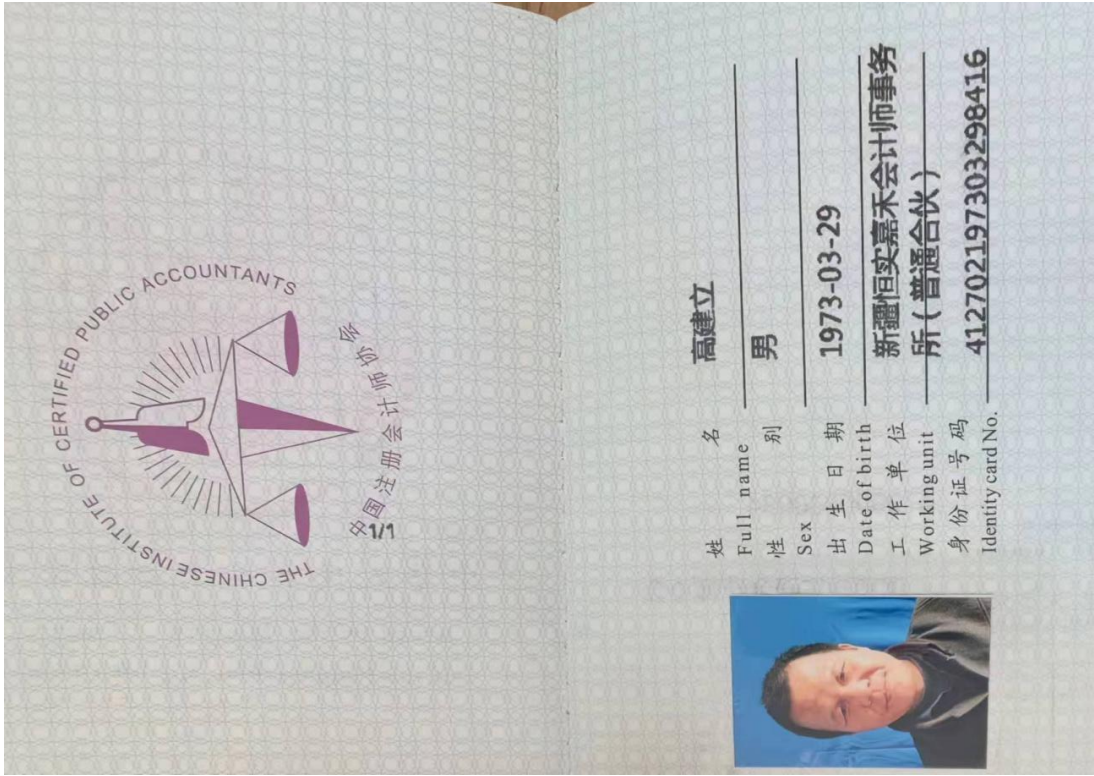 THE CHINESE INSTITUTE OF CERTIFIED PUBLIC ACCOUNTANTS
中国注册会计师协会
1/1
姓 名 高建立
Full name
性 别 男
Sex
出 生 日 期 1973-03-29
Date of birth
工 作 单 位 新疆恒实嘉禾会计师事务
Working unit 所(普通合伙)
身 份 证 号 码 412702197303298416
Identity card No.